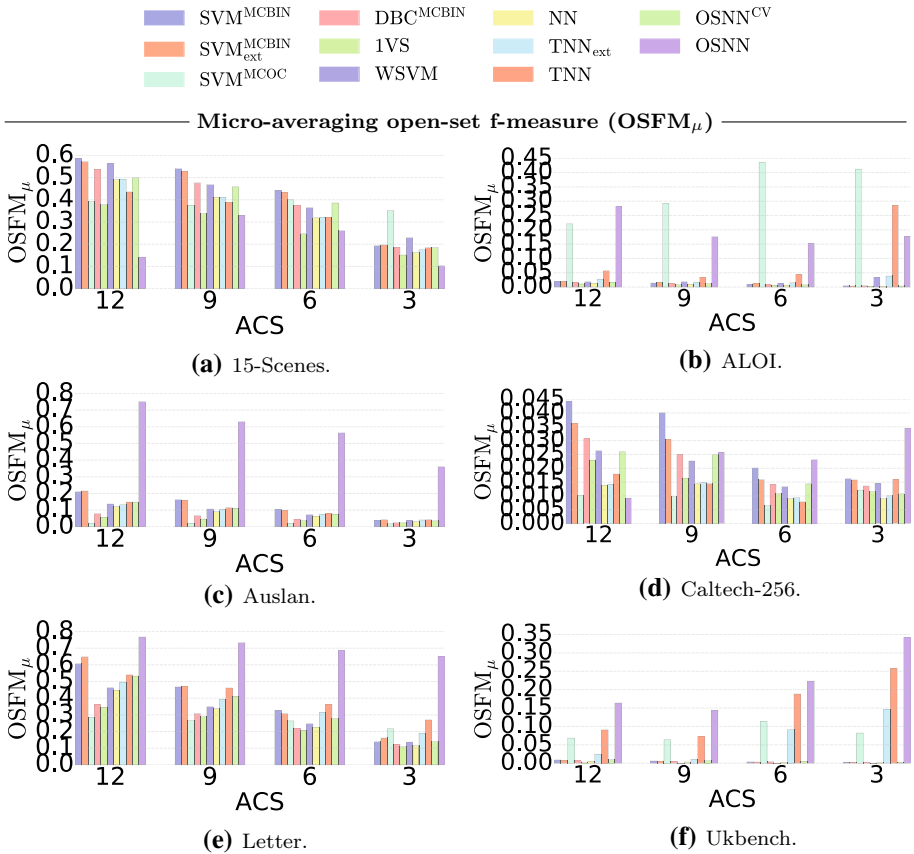 SVM^MCBIN DBC^MCBIN NN OSNN^CV
SVM_ext^MCBIN 1VS TNN_ext OSNN
SVM^MCOC WSVM TNN
Micro-averaging open-set f-measure (OSFM_μ)
OSFM_μ
0.6
0.5
0.4
0.3
0.2
0.1
0.0
12 9 6 3
ACS
(a) 15-Scenes.
OSFM_μ
0.45
0.40
0.35
0.30
0.25
0.20
0.15
0.10
0.05
0.00
12 9 6 3
ACS
(b) ALOI.
OSFM_μ
0.8
0.7
0.6
0.5
0.4
0.3
0.2
0.1
0.0
12 9 6 3
ACS
(c) Auslan.
OSFM_μ
0.045
0.040
0.035
0.030
0.025
0.020
0.015
0.010
0.005
0.000
12 9 6 3
ACS
(d) Caltech-256.
OSFM_μ
0.8
0.7
0.6
0.5
0.4
0.3
0.2
0.1
0.0
12 9 6 3
ACS
(e) Letter.
OSFM_μ
0.35
0.30
0.25
0.20
0.15
0.10
0.05
0.00
12 9 6 3
ACS
(f) Ukbench.